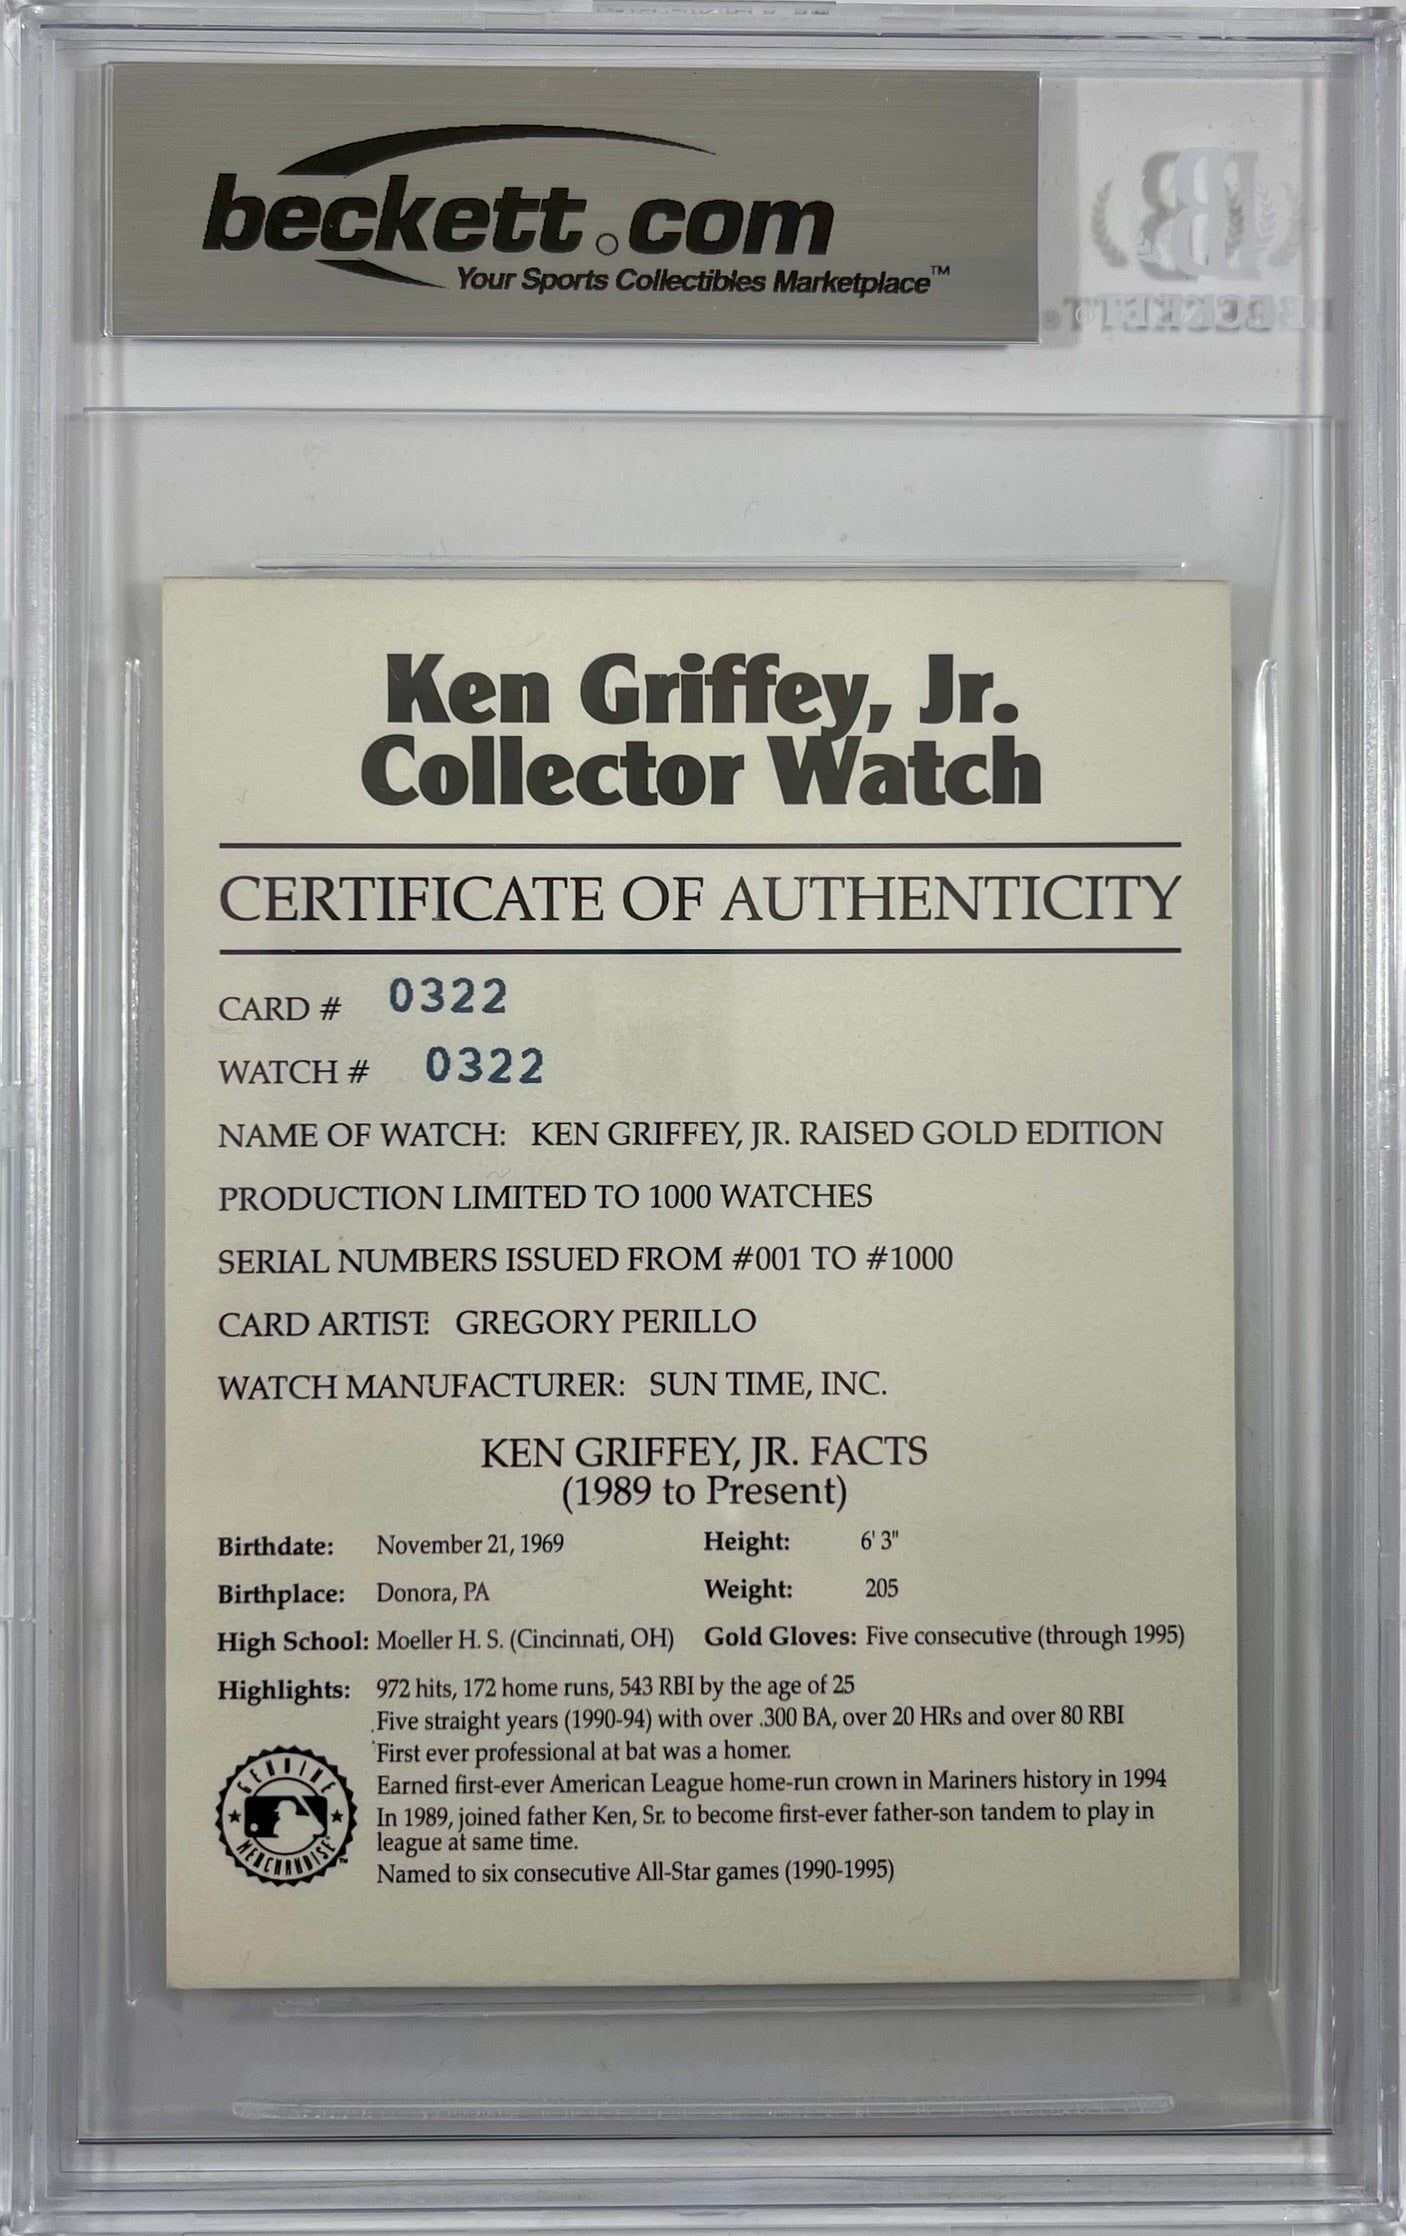 beckett.com
Your Sports Collectibles Marketplace™
BECKETT®
Ken Griffey, Jr.
Collector Watch
CERTIFICATE OF AUTHENTICITY
CARD # 0322
WATCH # 0322
NAME OF WATCH: KEN GRIFFEY, JR. RAISED GOLD EDITION
PRODUCTION LIMITED TO 1000 WATCHES
SERIAL NUMBERS ISSUED FROM #001 TO #1000
CARD ARTIST: GREGORY PERILLO
WATCH MANUFACTURER: SUN TIME, INC.
KEN GRIFFEY, JR. FACTS
(1989 to Present)
Birthdate: November 21, 1969 Height: 6' 3"
Birthplace: Donora, PA Weight: 205
High School: Moeller H. S. (Cincinnati, OH) Gold Gloves: Five consecutive (through 1995)
Highlights: 972 hits, 172 home runs, 543 RBI by the age of 25
Five straight years (1990-94) with over .300 BA, over 20 HRs and over 80 RBI
First ever professional at bat was a homer.
Earned first-ever American League home-run crown in Mariners history in 1994
In 1989, joined father Ken, Sr. to become first-ever father-son tandem to play in
league at same time.
Named to six consecutive All-Star games (1990-1995)
GENUINE
MERCHANDISE™